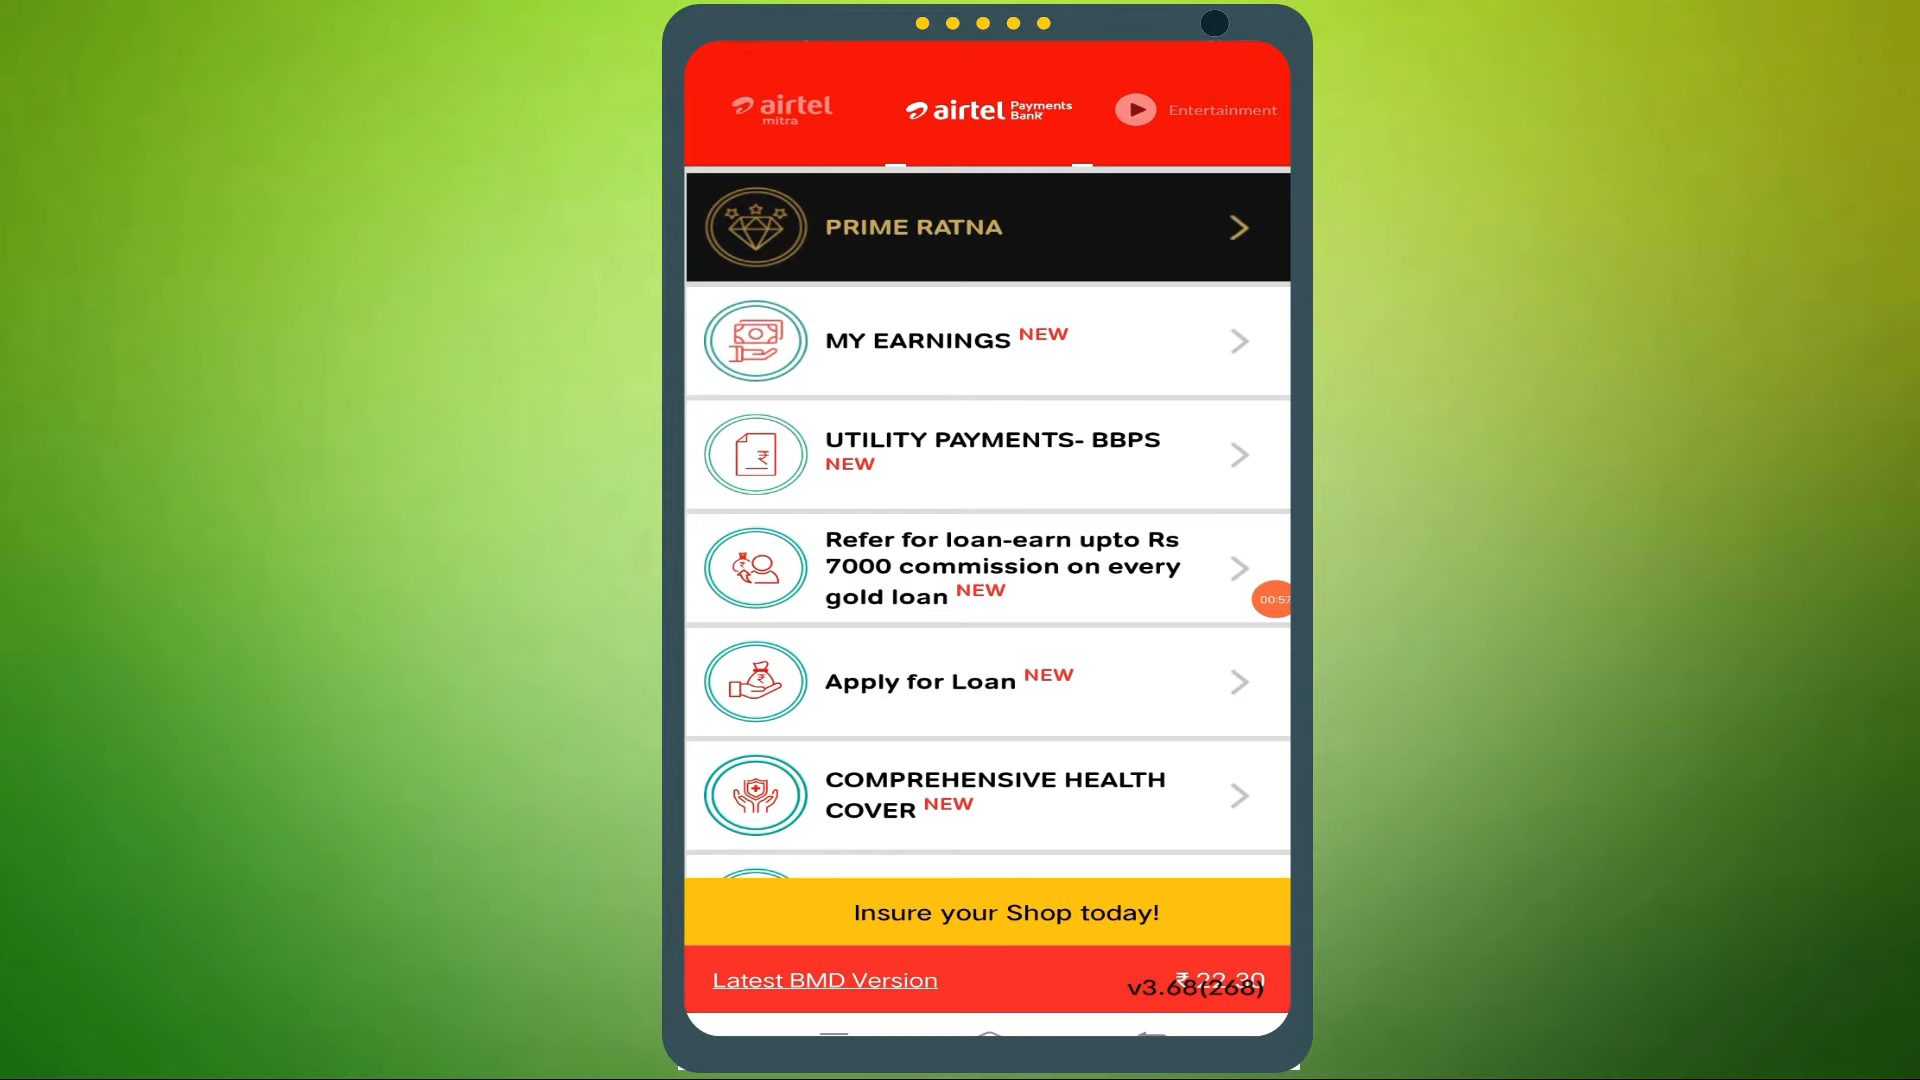 airtel
mitra
airtel Payments Bank
Entertainment
PRIME RATNA
MY EARNINGS NEW
UTILITY PAYMENTS- BBPS
NEW
Refer for loan-earn upto Rs
7000 commission on every
gold loan NEW
00:57
Apply for Loan NEW
COMPREHENSIVE HEALTH
COVER NEW
Insure your Shop today!
Latest BMD Version
₹ 22.30
v3.68(268)